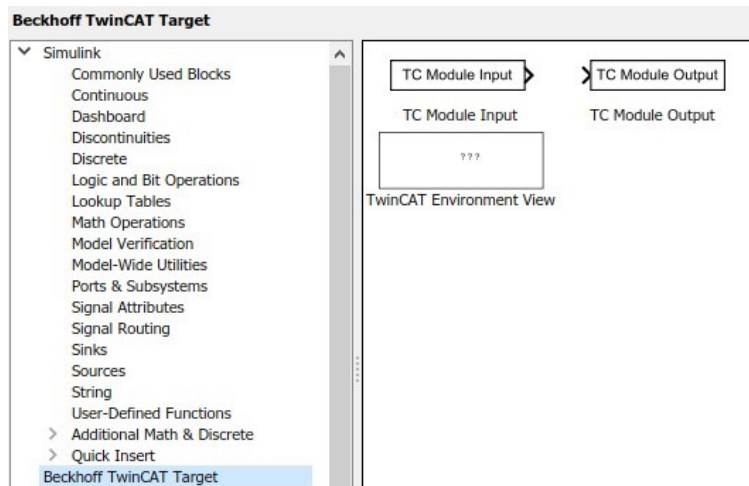 Beckhoff TwinCAT Target
Simulink
Commonly Used Blocks
Continuous
Dashboard
Discontinuities
Discrete
Logic and Bit Operations
Lookup Tables
Math Operations
Model Verification
Model-Wide Utilities
Ports & Subsystems
Signal Attributes
Signal Routing
Sinks
Sources
String
User-Defined Functions
Additional Math & Discrete
Quick Insert
Beckhoff TwinCAT Target
TC Module Input
TC Module Output
TC Module Input
TC Module Output
???
TwinCAT Environment View